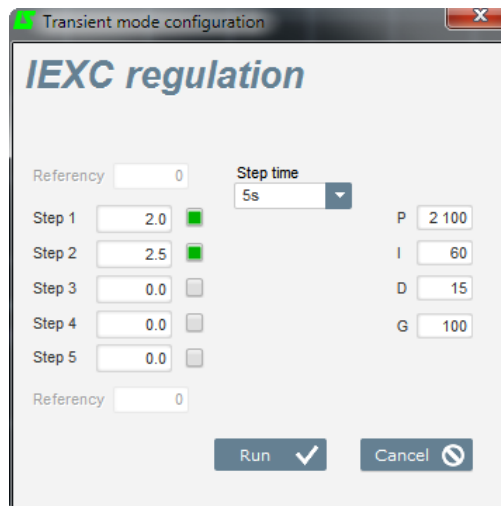 Transient mode configuration
IEXC regulation
Referency 0
Step time
5s
Step 1 2.0
P 2 100
Step 2 2.5
I 60
Step 3 0.0
D 15
Step 4 0.0
G 100
Step 5 0.0
Referency 0
Run
Cancel